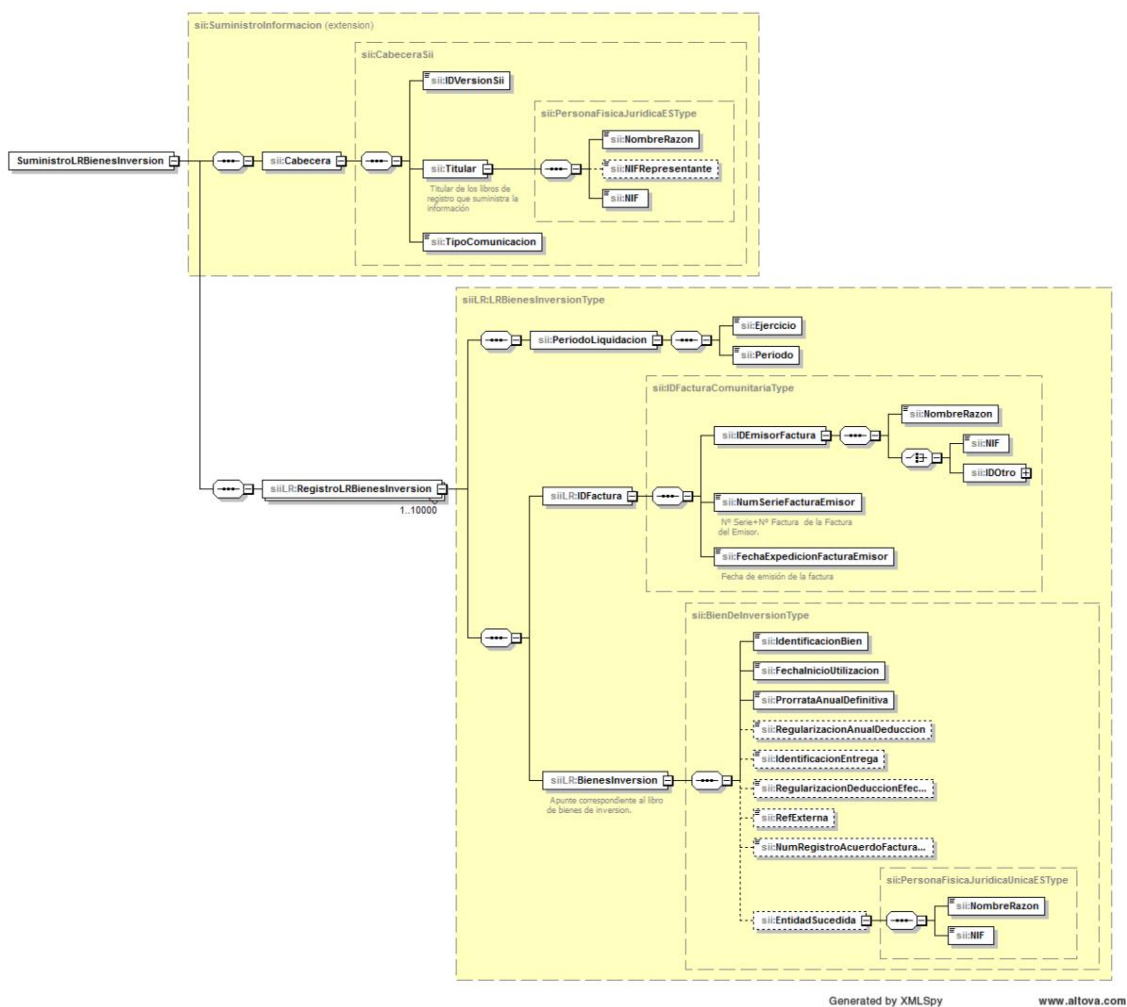 sii:SuministroInformacion (extension)
sii:CabeceraSii
sii:IDVersionSii
sii:PersonaFisicaJuridicaESType
sii:NombreRazon
SuministroLRBienesInversion
sii:Cabecera
sii:Titular
sii:NIFRepresentante
Titular de los libros de
registro que suministra la
información
sii:NIF
sii:TipoComunicacion
siiLR:LRBienesInversionType
sii:PeriodoLiquidacion
sii:Ejercicio
sii:Periodo
sii:IDFacturaComunitariaType
sii:NombreRazon
sii:IDEmisorFactura
sii:NIF
sii:IDOtro
siiLR:RegistroLRBienesInversion
1..10000
siiLR:IDFactura
sii:NumSerieFacturaEmisor
Nº Serie+Nº Factura de la Factura
del Emisor.
sii:FechaExpedicionFacturaEmisor
Fecha de emisión de la factura
sii:BienDeInversionType
sii:IdentificacionBien
sii:FechaInicioUtilizacion
sii:ProrrataAnualDefinitiva
sii:RegularizacionAnualDeduccion
sii:IdentificacionEntrega
siiLR:BienesInversion
Apunte correspondiente al libro
de bienes de inversion.
sii:RegularizacionDeduccionEfec...
sii:RefExterna
sii:NumRegistroAcuerdoFactura...
sii:PersonaFisicaJuridicaUnicaESType
sii:EntidadSucedida
sii:NombreRazon
sii:NIF
Generated by XMLSpy
www.altova.com